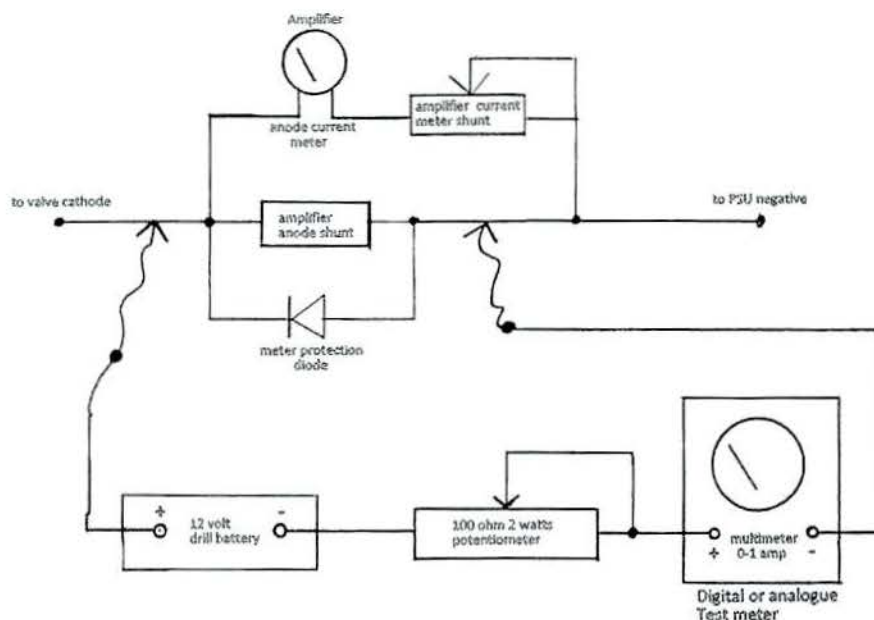 Amplifier
anode current
meter
amplifier current
meter shunt
to valve cathode
to PSU negative
amplifier
anode shunt
meter protection
diode
+
-
12 volt
drill battery
100 ohm 2 watts
potentiometer
multimeter
+
0-1 amp
-
Digital or analogue
Test meter